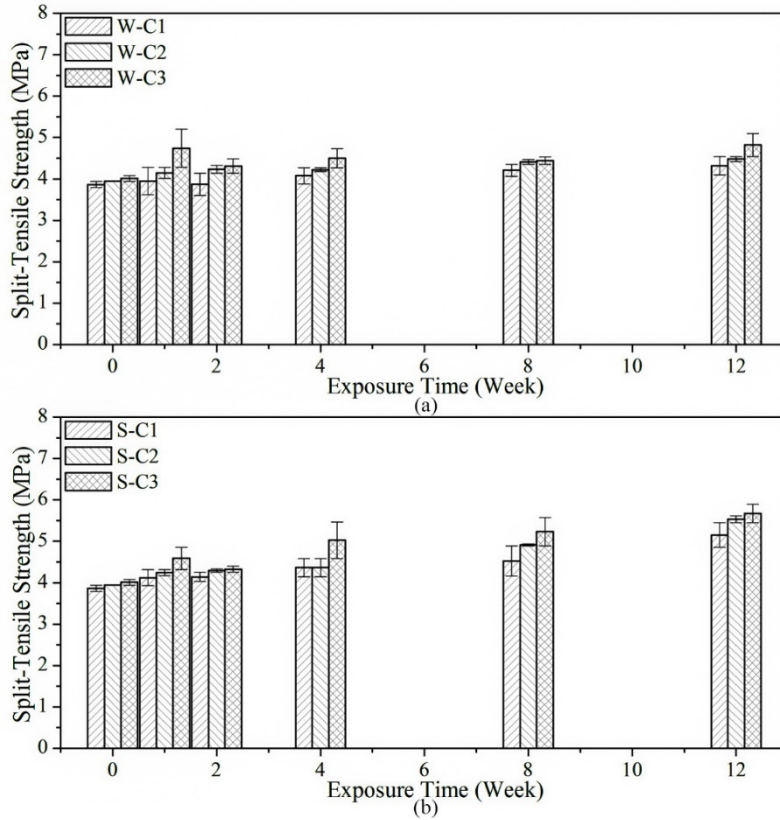 8
7
6
5
4
3
2
1
0
Split-Tensile Strength (MPa)
W-C1
W-C2
W-C3
0 2 4 6 8 10 12
Exposure Time (Week)
(a)
8
7
6
5
4
3
2
1
0
Split-Tensile Strength (MPa)
S-C1
S-C2
S-C3
0 2 4 6 8 10 12
Exposure Time (Week)
(b)